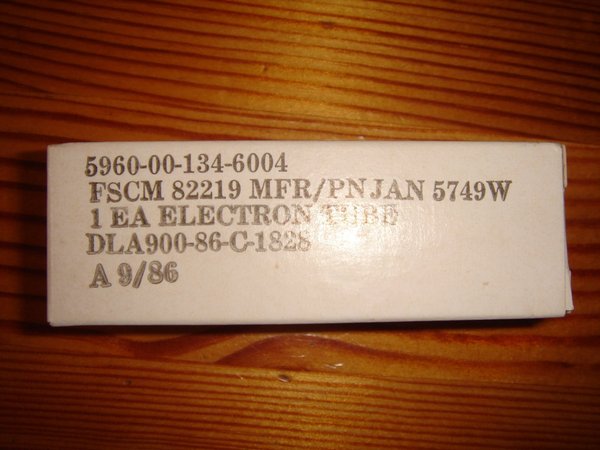 5960-00-134-6004
FSCM 82219 MFR/PN JAN 5749W
1 EA ELECTRON TUBE
DLA900-86-C-1828
A 9/86